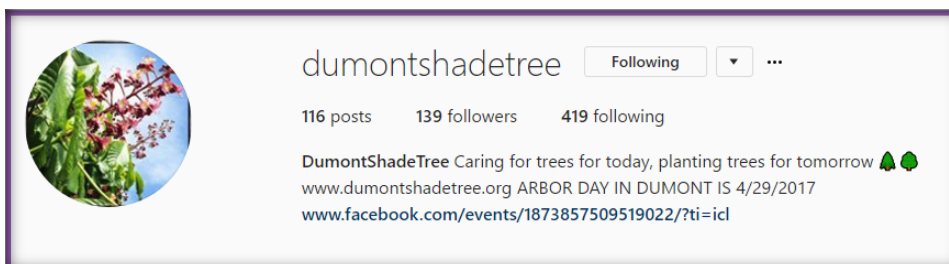 dumontshadetree Following
116 posts 139 followers 419 following
DumontShadeTree Caring for trees for today, planting trees for tomorrow 🌲🌳
www.dumontshadetree.org ARBOR DAY IN DUMONT IS 4/29/2017
www.facebook.com/events/1873857509519022/?ti=icl